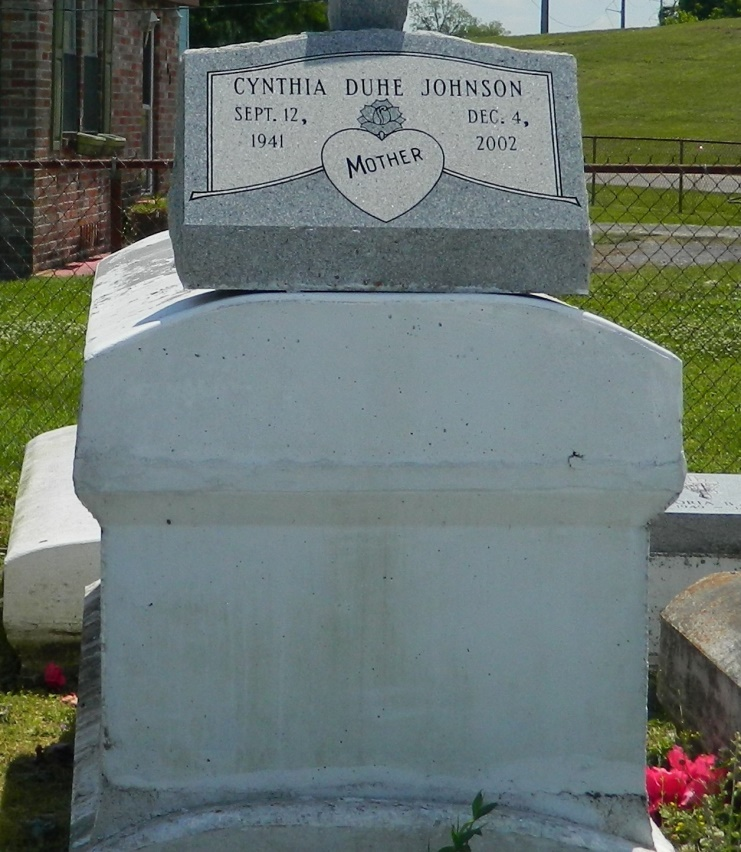 CYNTHIA DUHE JOHNSON
SEPT. 12,
1941
DEC. 4,
2002
MOTHER